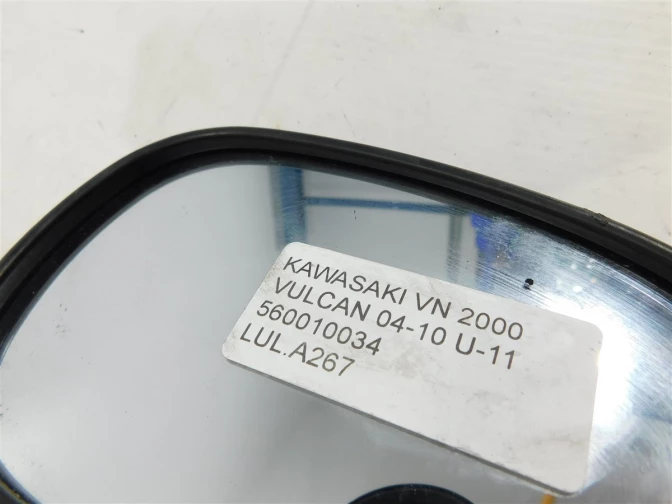 KAWASAKI VN 2000
VULCAN 04-10 U-11
560010034
LUL.A267